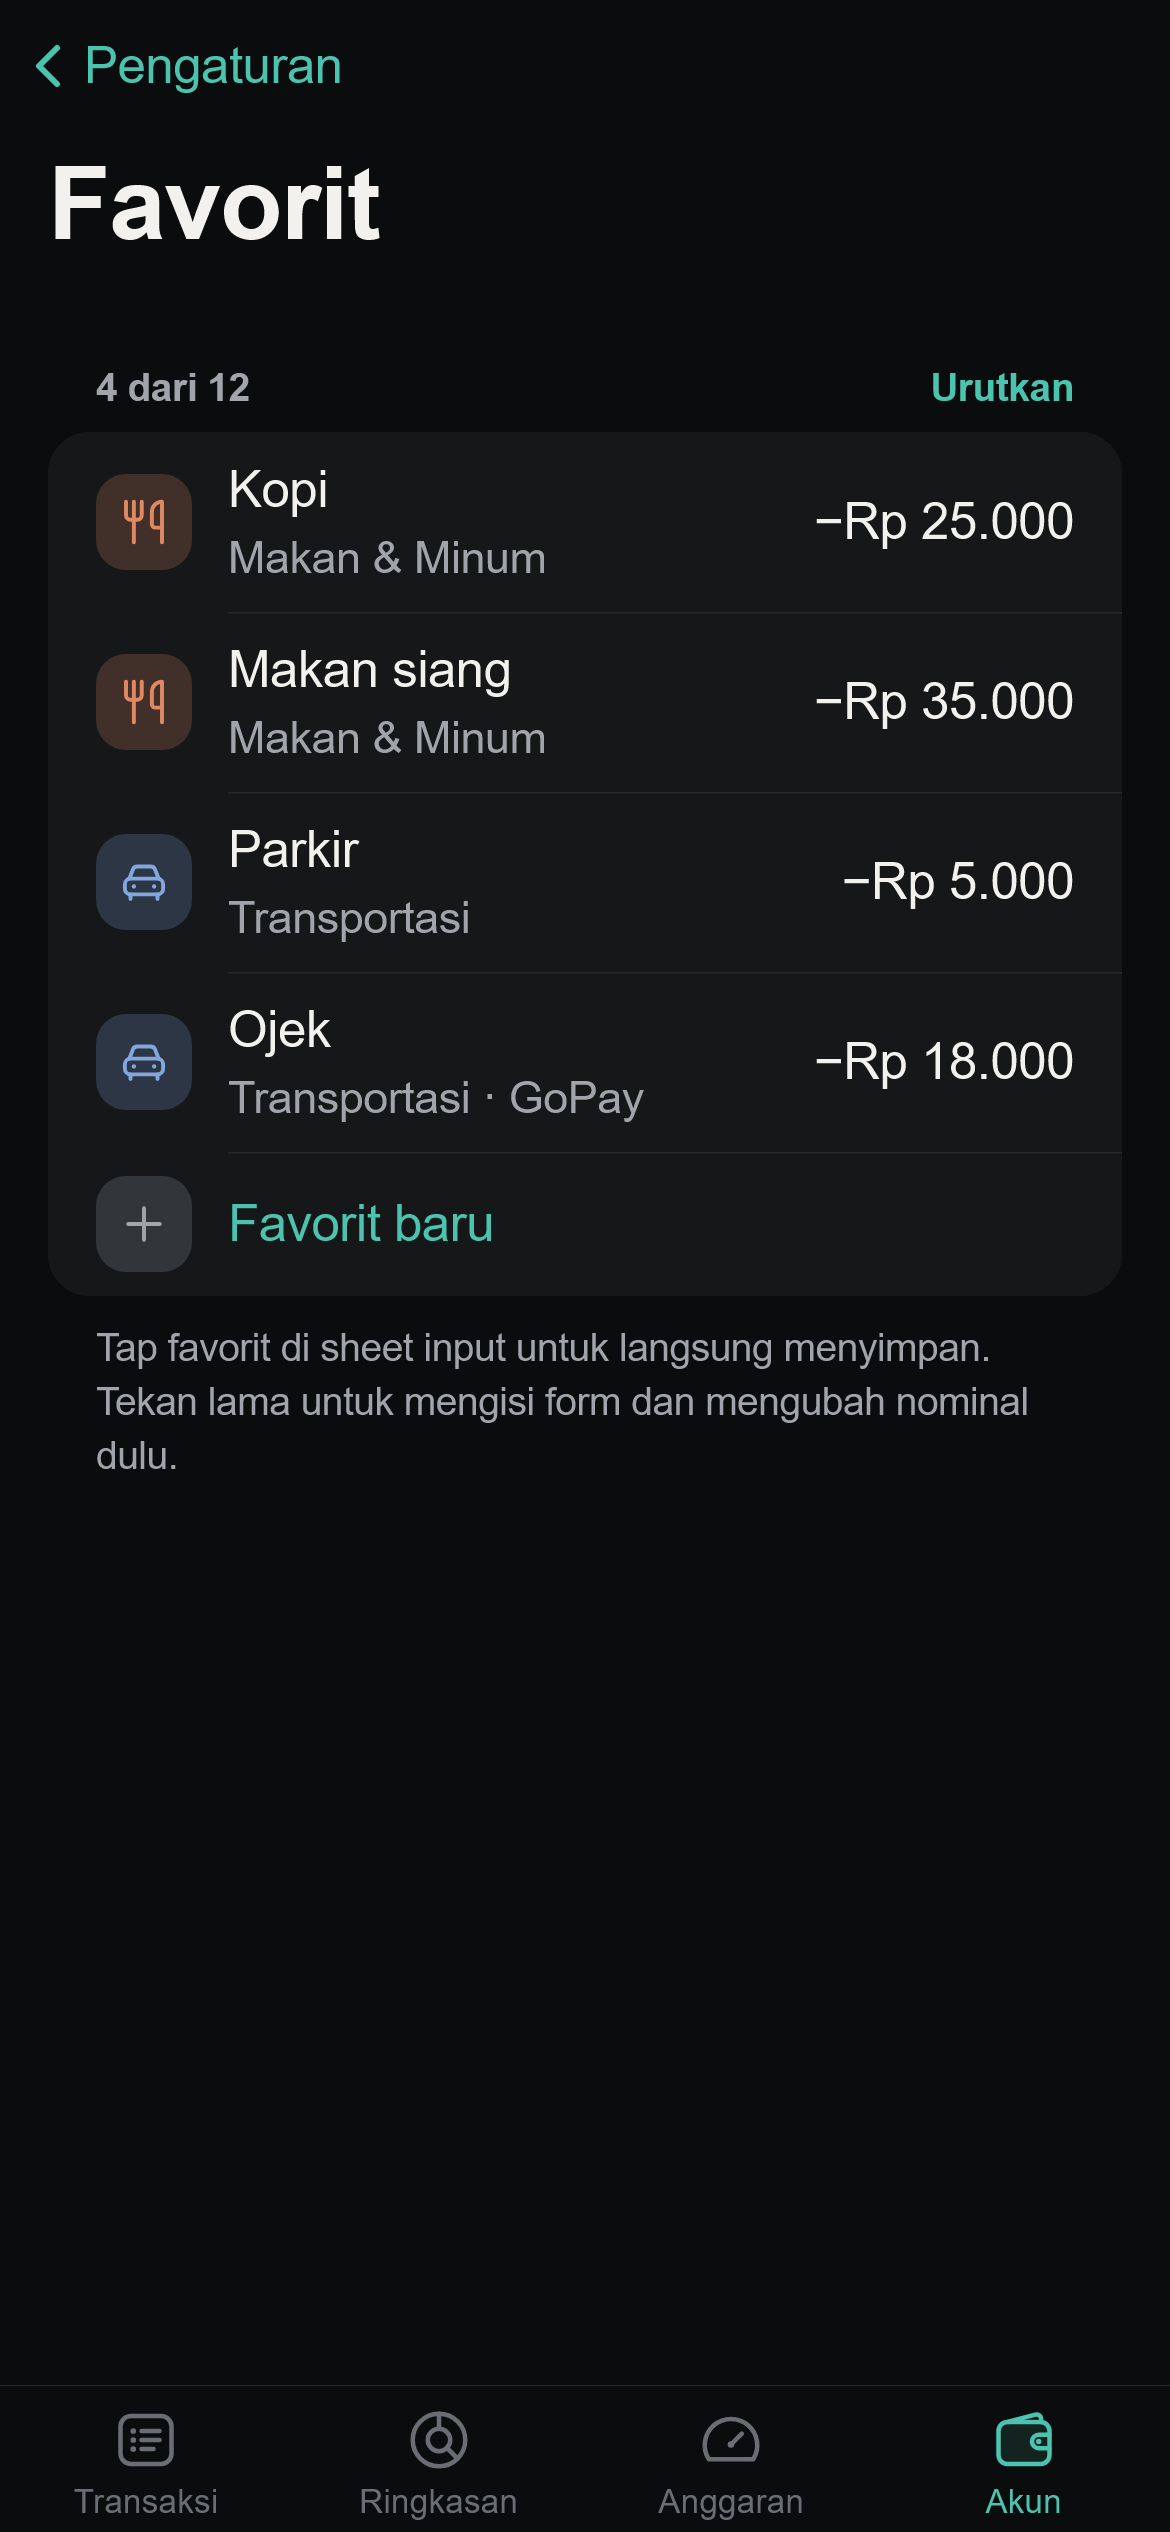 Pengaturan
Favorit
4 dari 12
Urutkan
Kopi
Makan & Minum
−Rp 25.000
Makan siang
Makan & Minum
−Rp 35.000
Parkir
Transportasi
−Rp 5.000
Ojek
Transportasi · GoPay
−Rp 18.000
Favorit baru
Tap favorit di sheet input untuk langsung menyimpan.
Tekan lama untuk mengisi form dan mengubah nominal
dulu.
Transaksi
Ringkasan
Anggaran
Akun